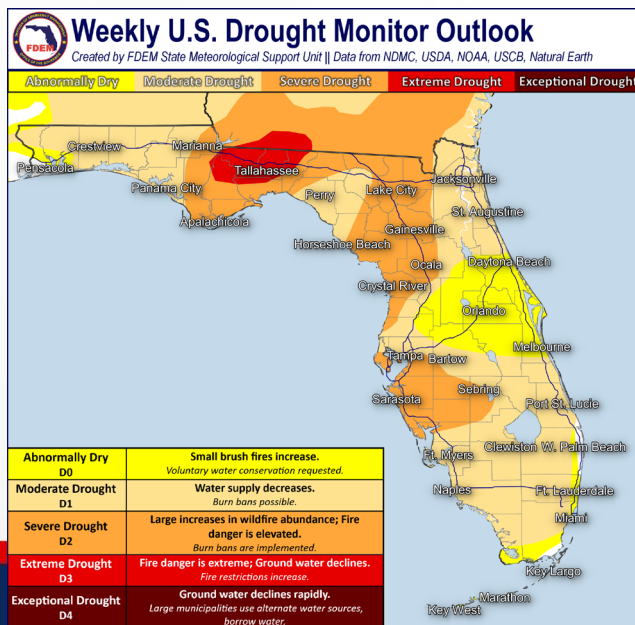 Weekly U.S. Drought Monitor Outlook
FDEM
Created by FDEM State Meteorological Support Unit || Data from NDMC, USDA, NOAA, USCB, Natural Earth
Abnormally Dry Moderate Drought Severe Drought Extreme Drought Exceptional Drought
Crestview
Marianna
Pensacola
Tallahassee
Jacksonville
Panama City
Perry
Lake City
St. Augustine
Apalachicola
Gainesville
Horseshoe Beach
Ocala
Daytona Beach
Crystal River
Orlando
Melbourne
Tampa
Bartow
Sebring
Sarasota
Port St. Lucie
Ft. Myers
Clewiston
W. Palm Beach
Naples
Ft. Lauderdale
Miami
Key Largo
Marathon
Key West
Abnormally Dry
D0
Small brush fires increase.
Voluntary water conservation requested.
Moderate Drought
D1
Water supply decreases.
Burn bans possible.
Severe Drought
D2
Large increases in wildfire abundance; Fire
danger is elevated.
Burn bans are implemented.
Extreme Drought
D3
Fire danger is extreme; Ground water declines.
Fire restrictions increase.
Exceptional Drought
D4
Ground water declines rapidly.
Large municipalities use alternate water sources,
borrow water.